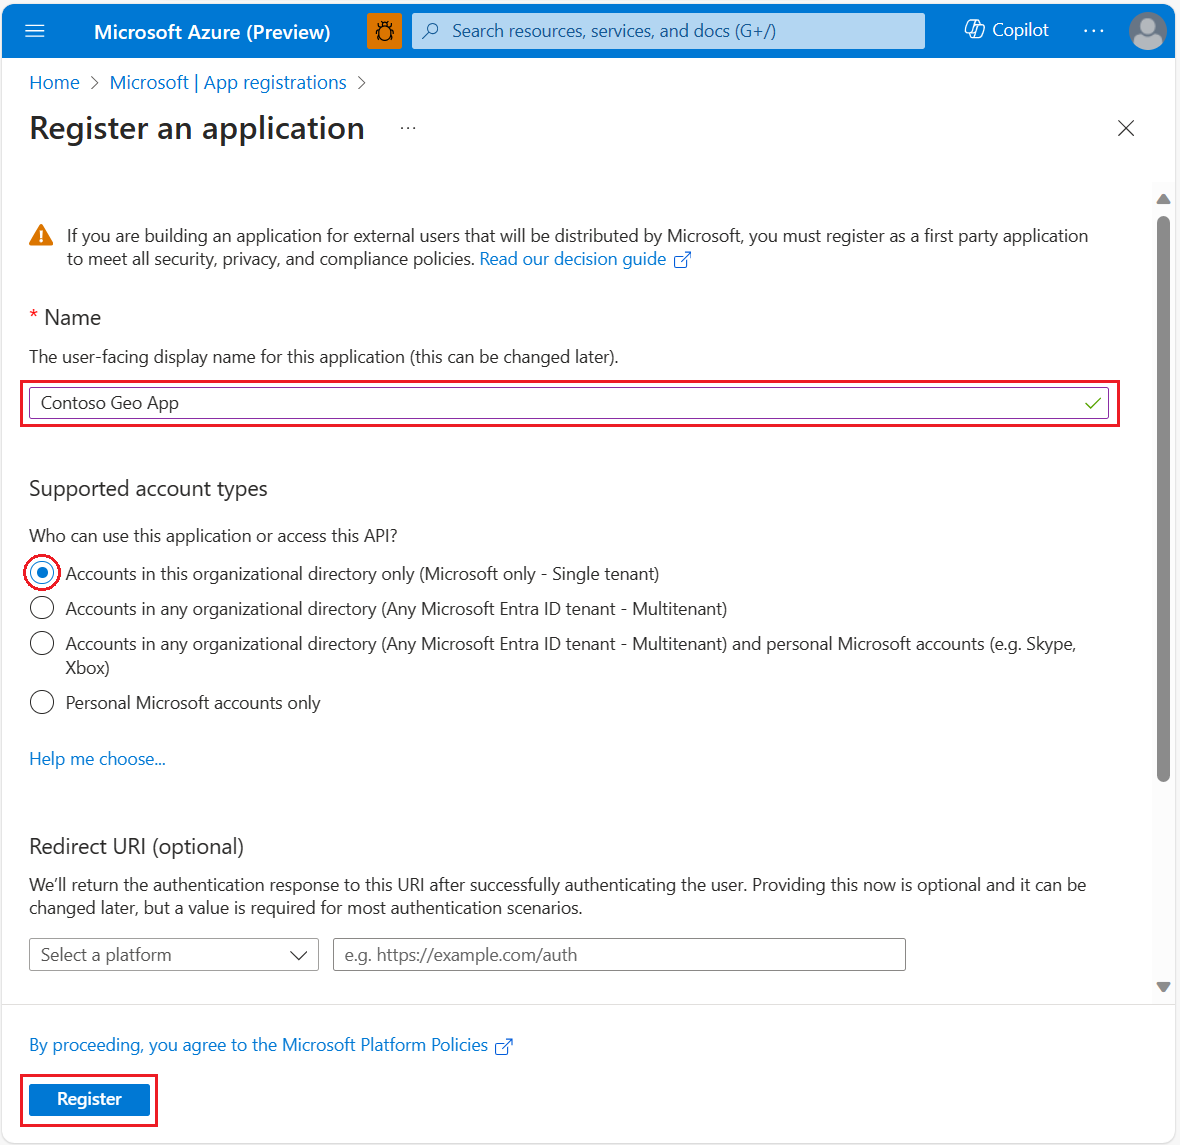 Microsoft Azure (Preview)
Search resources, services, and docs (G+/)
Copilot
Home > Microsoft | App registrations >
Register an application
If you are building an application for external users that will be distributed by Microsoft, you must register as a first party application
to meet all security, privacy, and compliance policies. Read our decision guide
* Name
The user-facing display name for this application (this can be changed later).
Contoso Geo App
Supported account types
Who can use this application or access this API?
Accounts in this organizational directory only (Microsoft only - Single tenant)
Accounts in any organizational directory (Any Microsoft Entra ID tenant - Multitenant)
Accounts in any organizational directory (Any Microsoft Entra ID tenant - Multitenant) and personal Microsoft accounts (e.g. Skype,
Xbox)
Personal Microsoft accounts only
Help me choose...
Redirect URI (optional)
We'll return the authentication response to this URI after successfully authenticating the user. Providing this now is optional and it can be
changed later, but a value is required for most authentication scenarios.
Select a platform
e.g. https://example.com/auth
By proceeding, you agree to the Microsoft Platform Policies
Register